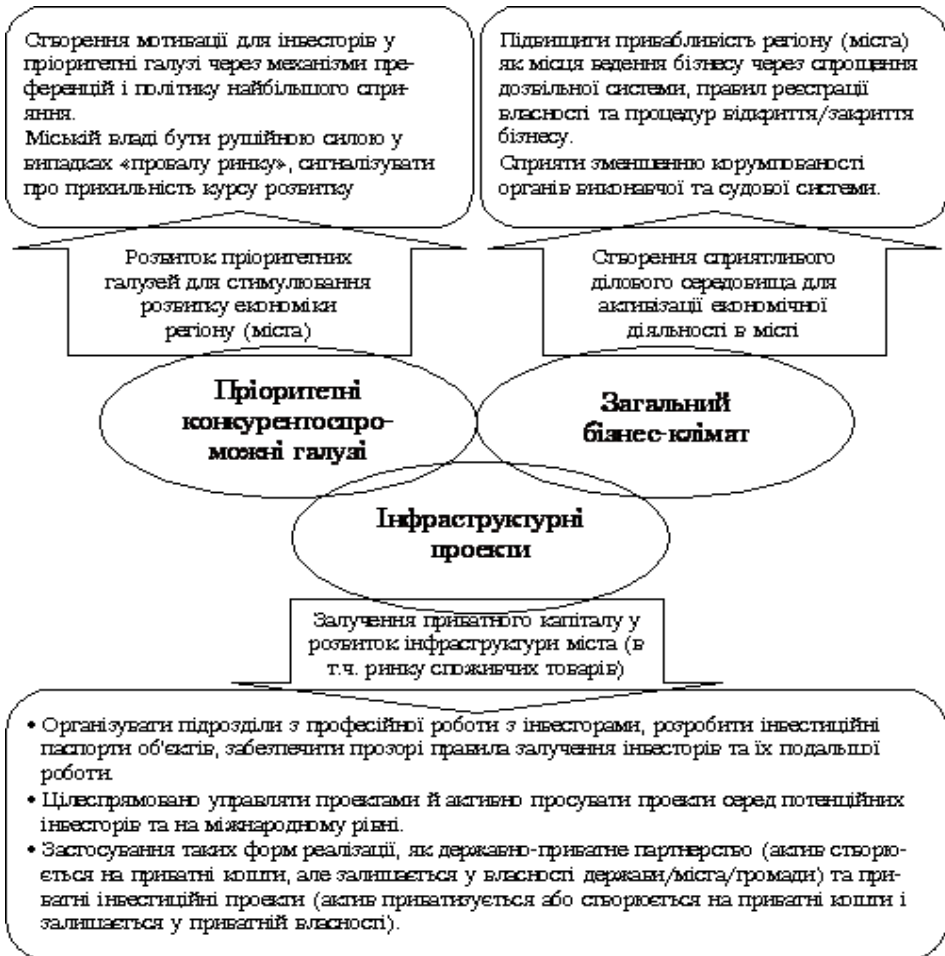 Створення мотивації для інвесторів у
пріоритетні галузі через механізми пре-
ференцій і політику найбільшого спри-
яння.
Міській владі бути рушійною силою у
випадках «провалу ринку», сигналізувати
про прихильність курсу розвитку
Підвищити привабливість регіону (міста)
як місця ведення бізнесу через спрощення
дозвільної системи, правил реєстрації
власності та процедур відкриття/закриття
бізнесу.
Сприяти зменшенню корумпованості
органів виконавчої та судової системи.
Розвиток пріоритетних
галузей для стимулювання
розвитку економіки
регіону (міста)
Створення сприятливого
ділового середовища для
активізації економічної
діяльності в місті
Пріоритетні
конкурентоспро-
можні галузі
Загальний
бізнес-клімат
Інфраструктурні
проекти
Залучення приватного капіталу у
розвиток інфраструктури міста (в
т.ч. ринку споживчих товарів)
• Організувати підрозділи з професійної роботи з інвесторами, розробити інвестиційні
паспорти об'єктів, забезпечити прозорі правила залучення інвесторів та їх подальшої
роботи.
• Цілеспрямовано управляти проектами й активно просувати проекти серед потенційних
інвесторів та на міжнародному рівні.
• Застосування таких форм реалізації, як державно-приватне партнерство (актив створю-
ється на приватні кошти, але залишається у власності держави/міста/громади) та при-
ватні інвестиційні проекти (актив приватизується або створюється на приватні кошти і
залишається у приватній власності).